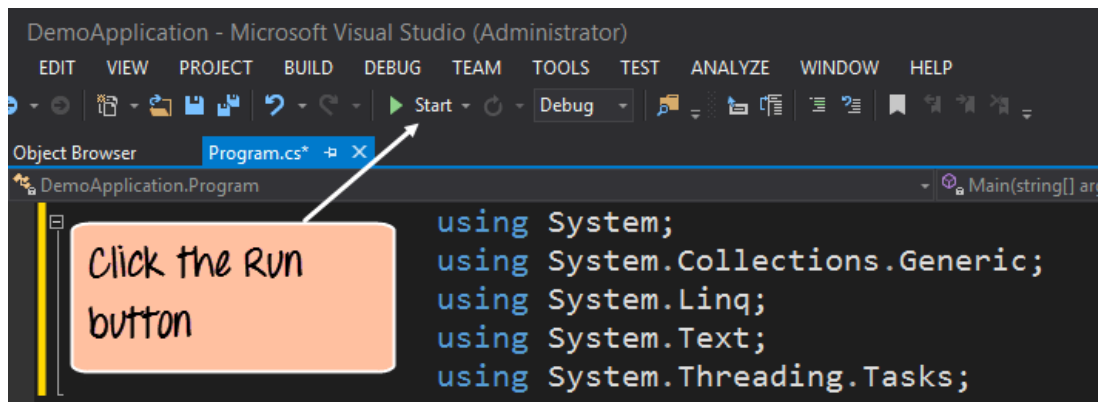 DemoApplication - Microsoft Visual Studio (Administrator)
EDIT VIEW PROJECT BUILD DEBUG TEAM TOOLS TEST ANALYZE WINDOW HELP
Start Debug
Object Browser Program.cs*
DemoApplication.Program Main(string[] arg
using System;
using System.Collections.Generic;
using System.Linq;
using System.Text;
using System.Threading.Tasks;
Click the Run
button